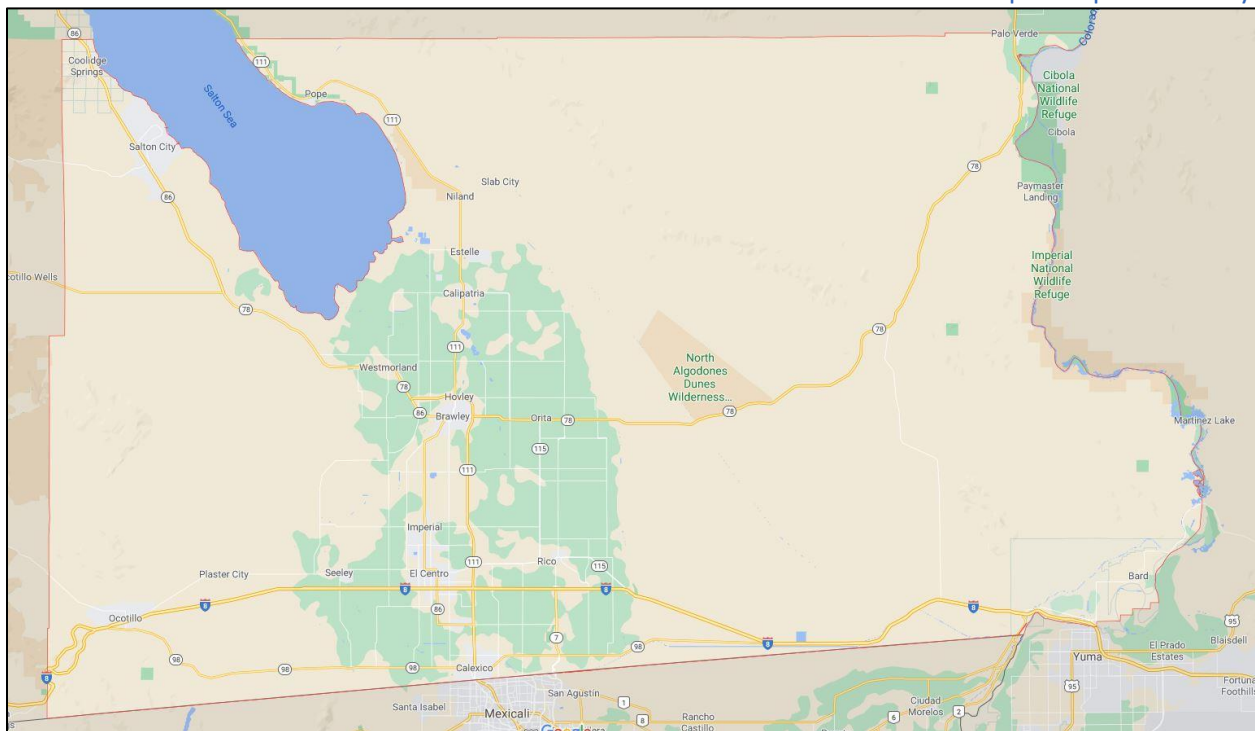 86
Coolidge
Springs
111
Pope
Salton Sea
111
Palo Verde
Cibola
National
Wildlife
Refuge
Cibola
Salton City
86
Slab City
Niland
78
Paymaster
Landing
Estelle
Imperial
National
Wildlife
Refuge
Calipatria
78
78
111
North
Algodones
Dunes
Wilderness...
Westmorland
78
Hovley
86
Brawley
Orita
78
78
Martinez Lake
115
111
Imperial
111
Rico
115
Plaster City
Seeley
El Centro
Bard
8
8
8
8
8
86
Ocotillo
7
95
Blaisdell
El Prado
Estates
98
98
98
98
Calexico
8
Yuma
95
Fortuna
Foothills
San Agustin
Santa Isabel
Mexicali
1
8
Rancho
Castillo
6
Ciudad
Morelos
2
Google